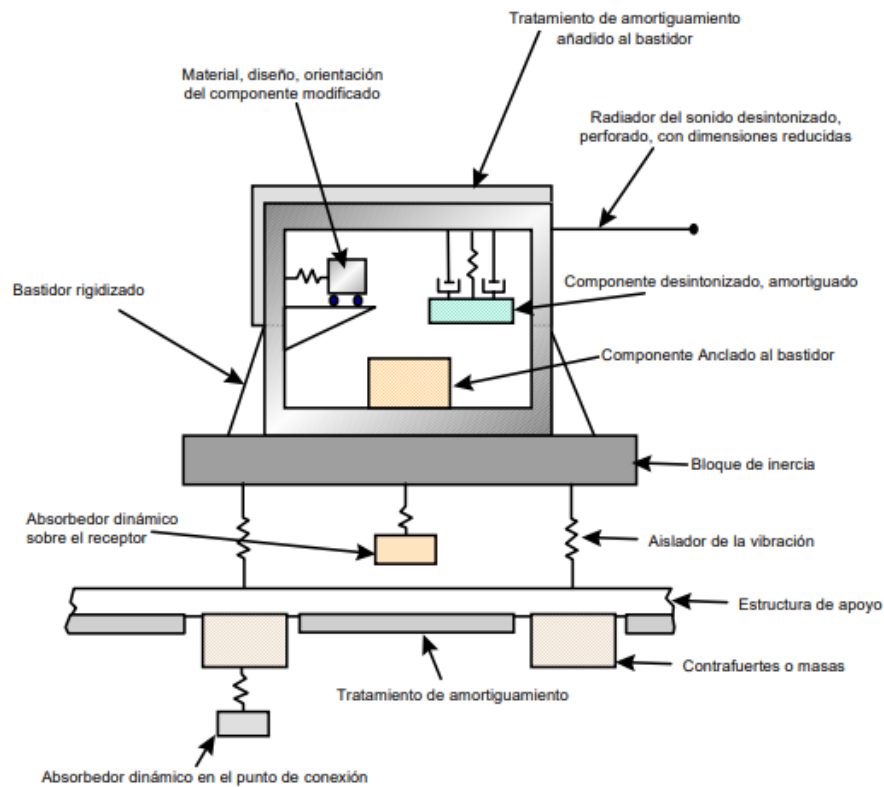 Tratamiento de amortiguamiento
añadido al bastidor
Material, diseño, orientación
del componente modificado
Radiador del sonido desintonizado,
perforado, con dimensiones reducidas
Bastidor rigidizado
Componente desintonizado, amortiguado
Componente Anclado al bastidor
Bloque de inercia
Absorbedor dinámico
sobre el receptor
Aislador de la vibración
Estructura de apoyo
Contrafuertes o masas
Tratamiento de amortiguamiento
Absorbedor dinámico en el punto de conexión